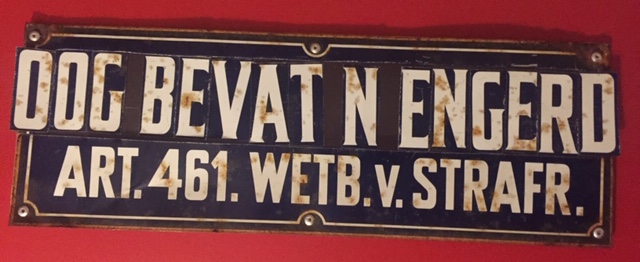 OOG BEVAT N ENGERD
ART. 461. WETB. v. STRAFR.